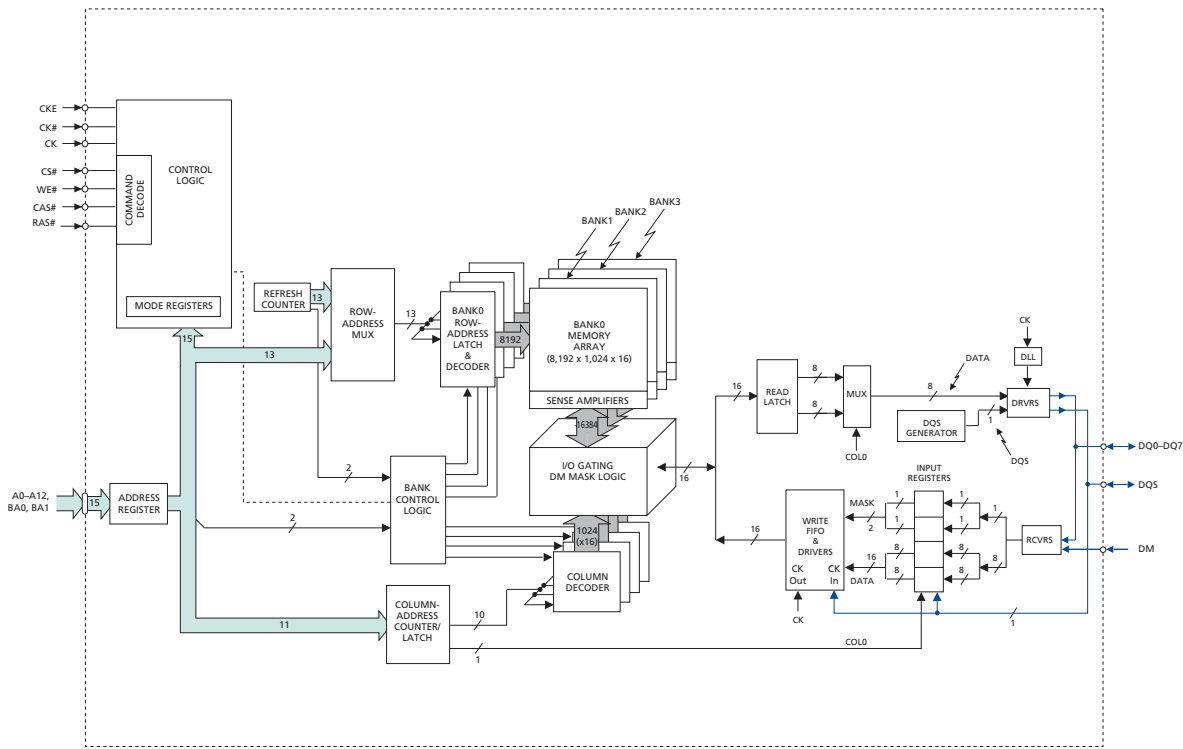 CKE
CK#
CK
CS#
WE#
CAS#
RAS#
COMMAND
DECODE
CONTROL
LOGIC
MODE REGISTERS
15
REFRESH
COUNTER
13
13
ROW-
ADDRESS
MUX
13
BANK0
ROW-
ADDRESS
LATCH
&
DECODER
8192
BANK1
BANK2
BANK3
BANK0
MEMORY
ARRAY
(8,192 x 1,024 x 16)
SENSE AMPLIFIERS
16384
I/O GATING
DM MASK LOGIC
16
A0–A12,
BA0, BA1
15
ADDRESS
REGISTER
2
2
BANK
CONTROL
LOGIC
1024
(x16)
COLUMN
DECODER
11
COLUMN-
ADDRESS
COUNTER/
LATCH
10
1
COL0
16
READ
LATCH
8
8
MUX
COL0
8
DATA
DQS
GENERATOR
1
DQS
CK
DLL
DRVRS
DQ0–DQ7
DQS
DM
INPUT
REGISTERS
16
WRITE
FIFO
&
DRIVERS
CK
Out
CK
In
CK
MASK
2
16
DATA
1
1
8
8
1
1
8
8
1
8
RCVRS
1